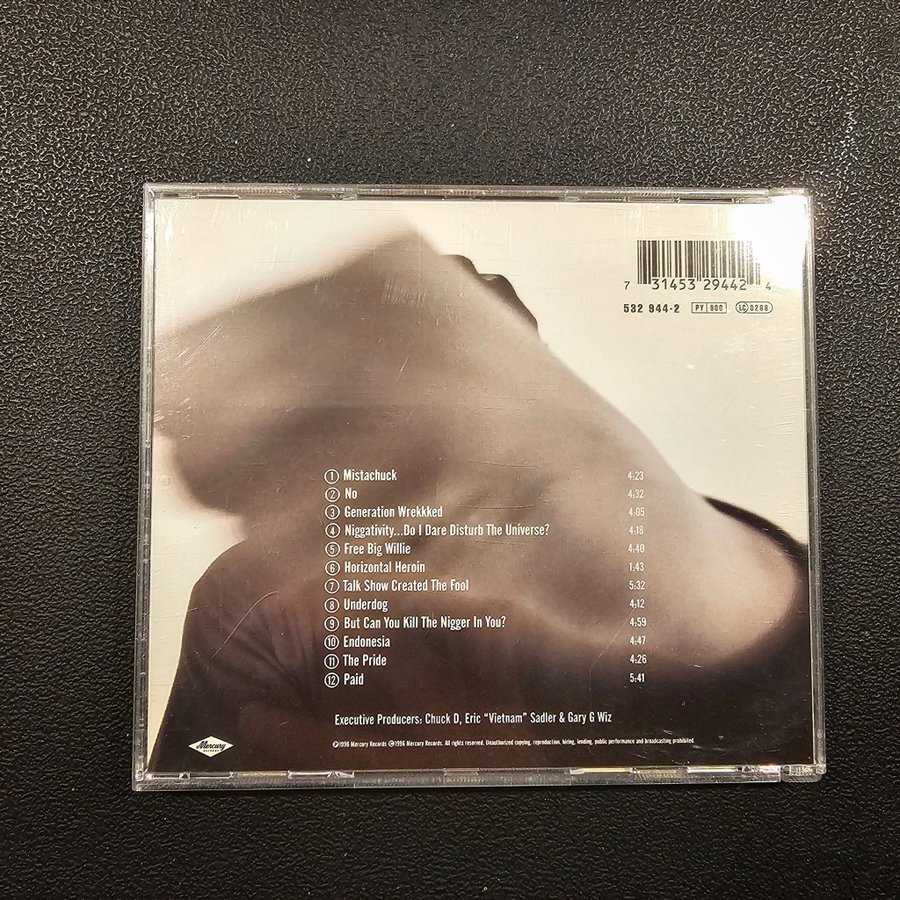 7 31453 29442 4
532 944-2 PY 900 LC 0268
1 Mistachuck 4:23
2 No 4:32
3 Generation Wrekkked 4:05
4 Niggativity...Do I Dare Disturb The Universe? 4:18
5 Free Big Willie 4:40
6 Horizontal Heroin 1:43
7 Talk Show Created The Fool 5:32
8 Underdog 4:12
9 But Can You Kill The Nigger In You? 4:59
10 Endonesia 4:47
11 The Pride 4:26
12 Paid 5:41
Executive Producers: Chuck D, Eric "Vietnam" Sadler & Gary G Wiz
Ⓟ1996 Mercury Records ©1996 Mercury Records. All rights reserved. Unauthorized copying, reproduction, hiring, lending, public performance and broadcasting prohibited.
Mercury
RECORDS